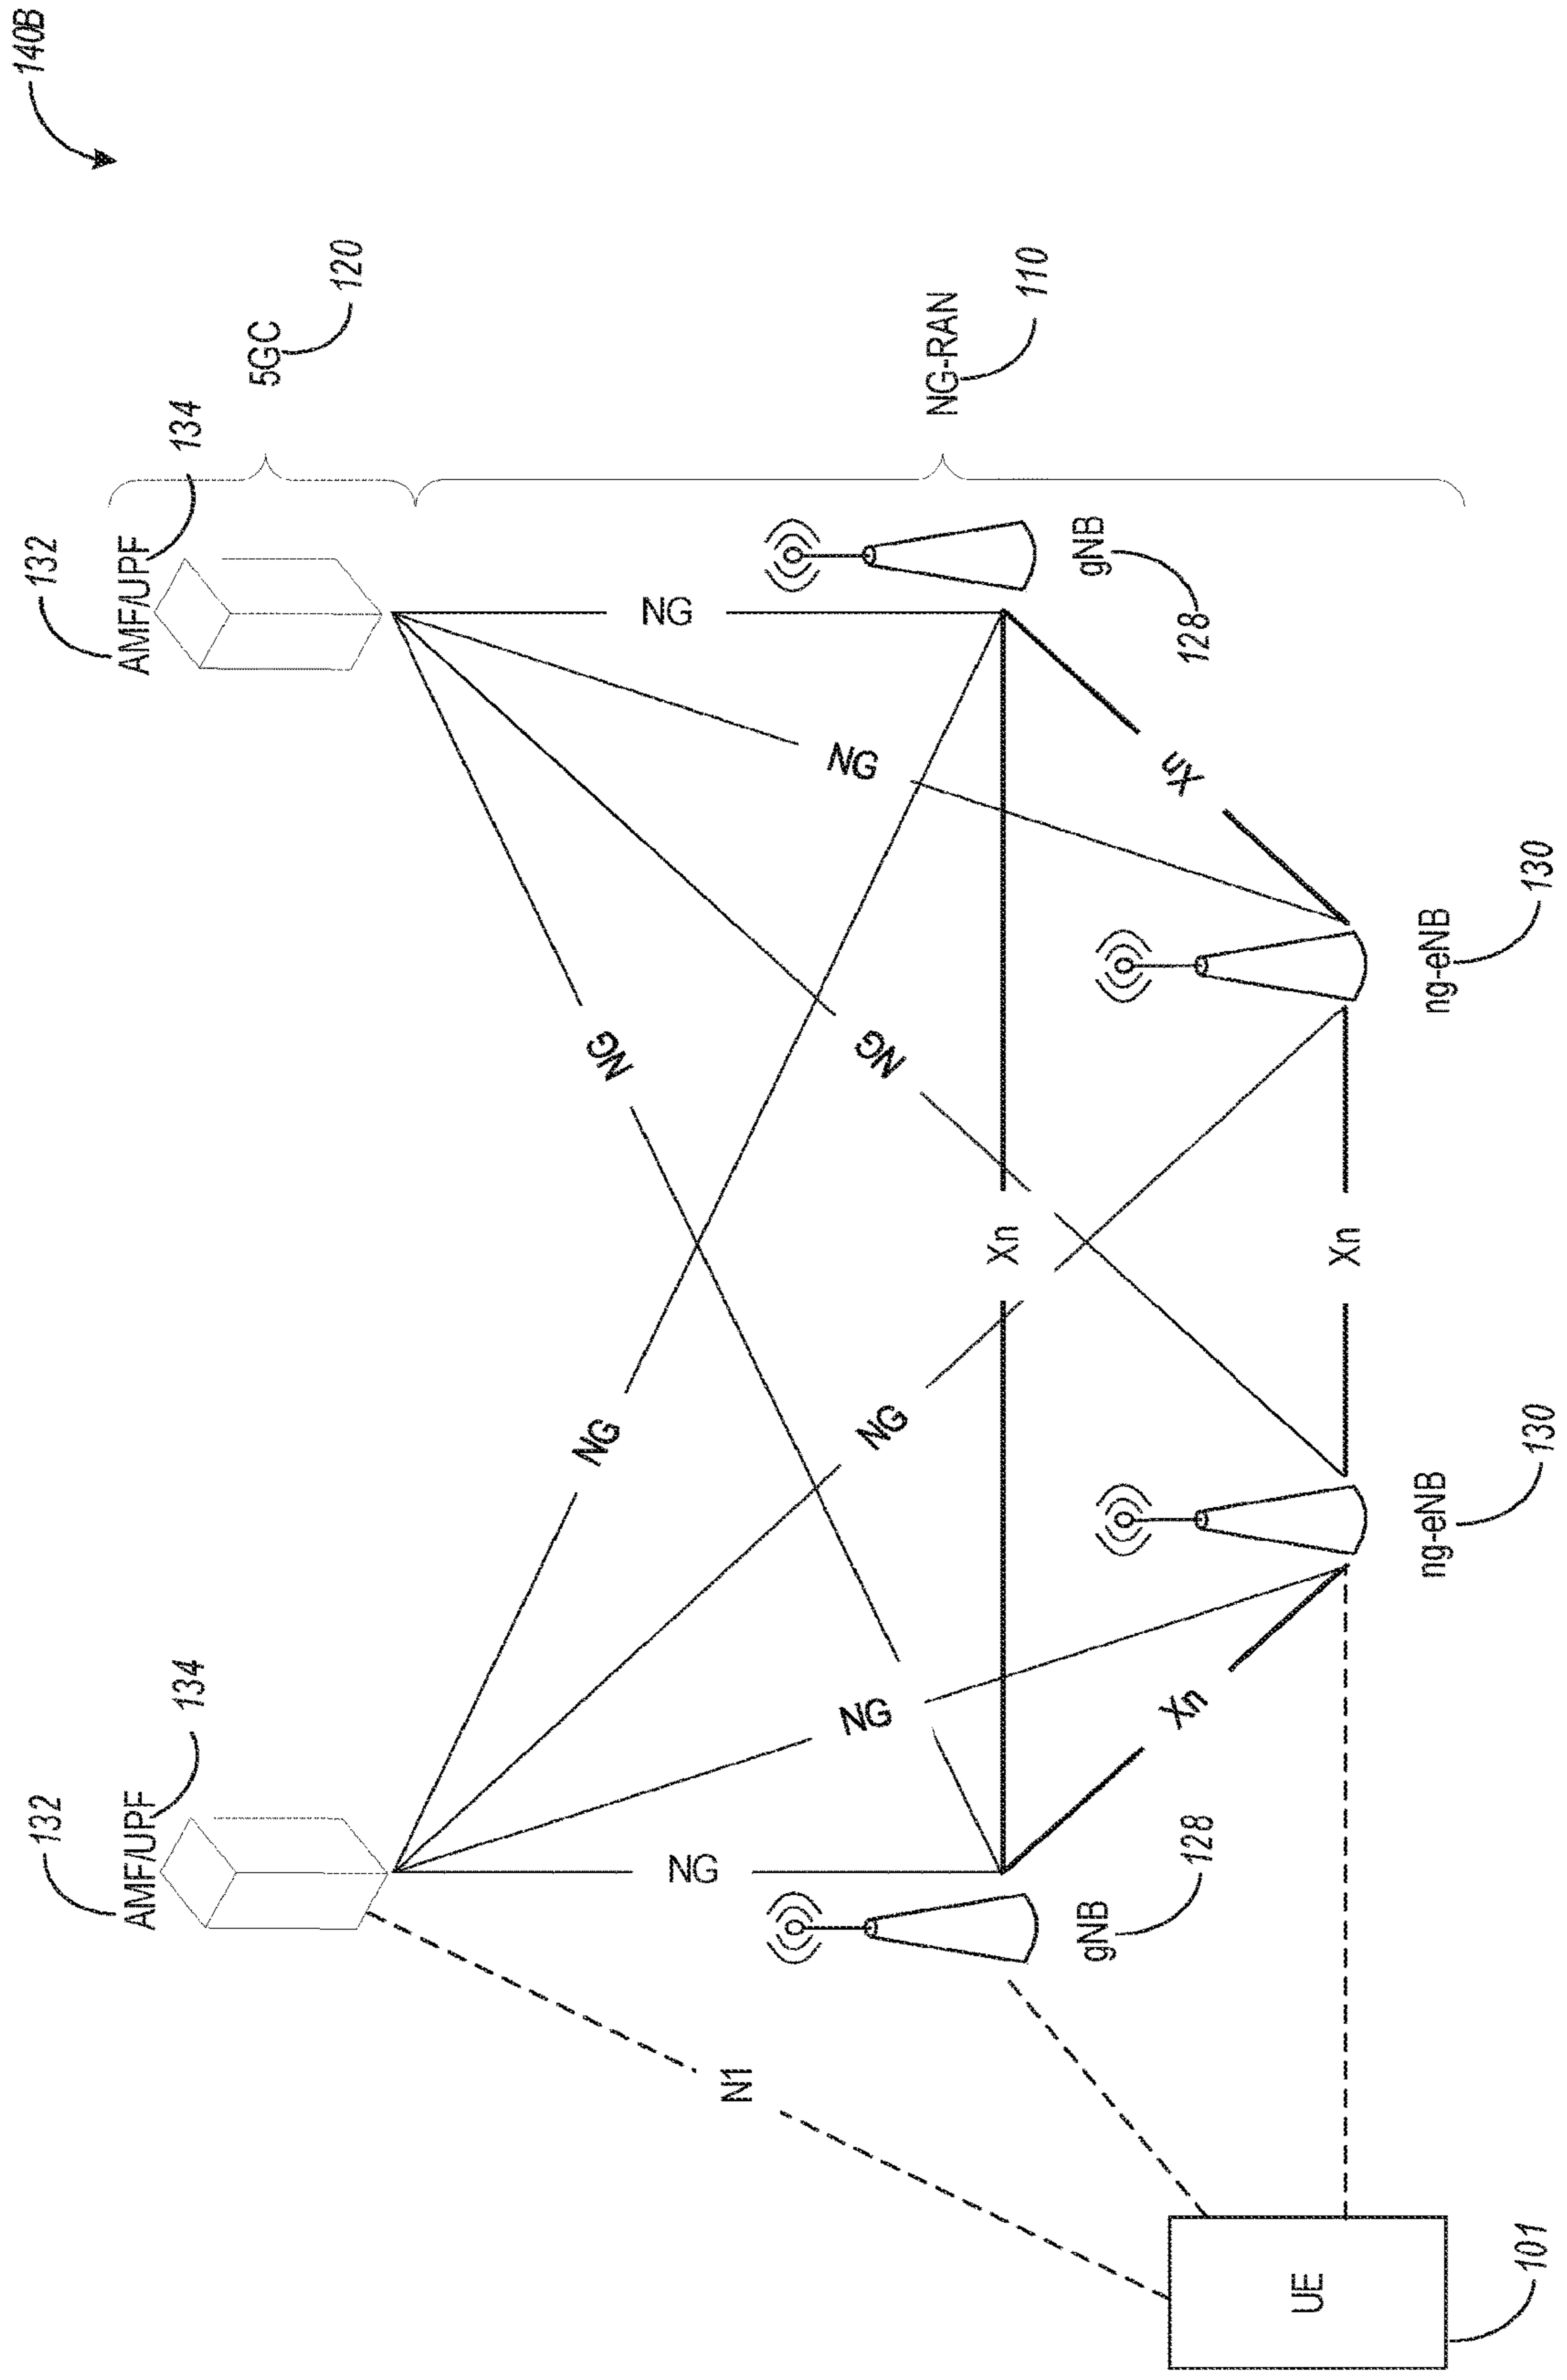 140B
132
132
AMF/UPF
AMF/UPF
134
134
5GC
120
NG
NG
NG
NG
N1
NG
NG
NG
NG
NG-RAN
110
Xn
gNB
gNB
128
128
Xn
Xn
UE
Xn
ng-eNB
ng-eNB
101
130
130